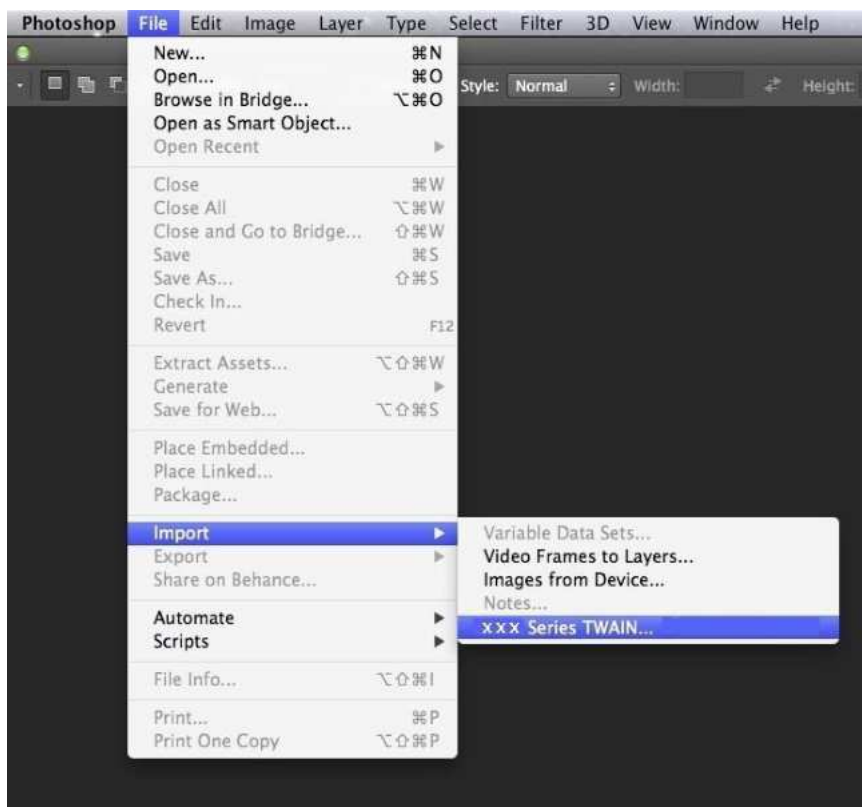 Photoshop File Edit Image Layer Type Select Filter 3D View Window Help
Style: Normal Width: Height:
New... ⌘N
Open... ⌘O
Browse in Bridge... ⌥⌘O
Open as Smart Object...
Open Recent
Close ⌘W
Close All ⌥⌘W
Close and Go to Bridge... ⇧⌘W
Save ⌘S
Save As... ⇧⌘S
Check In...
Revert F12
Extract Assets... ⌥⇧⌘W
Generate
Save for Web... ⌥⇧⌘S
Place Embedded...
Place Linked...
Package...
Import
Export
Share on Behance...
Automate
Scripts
File Info... ⌥⇧⌘I
Print... ⌘P
Print One Copy ⌥⇧⌘P
Variable Data Sets...
Video Frames to Layers...
Images from Device...
Notes...
xxx Series TWAIN...